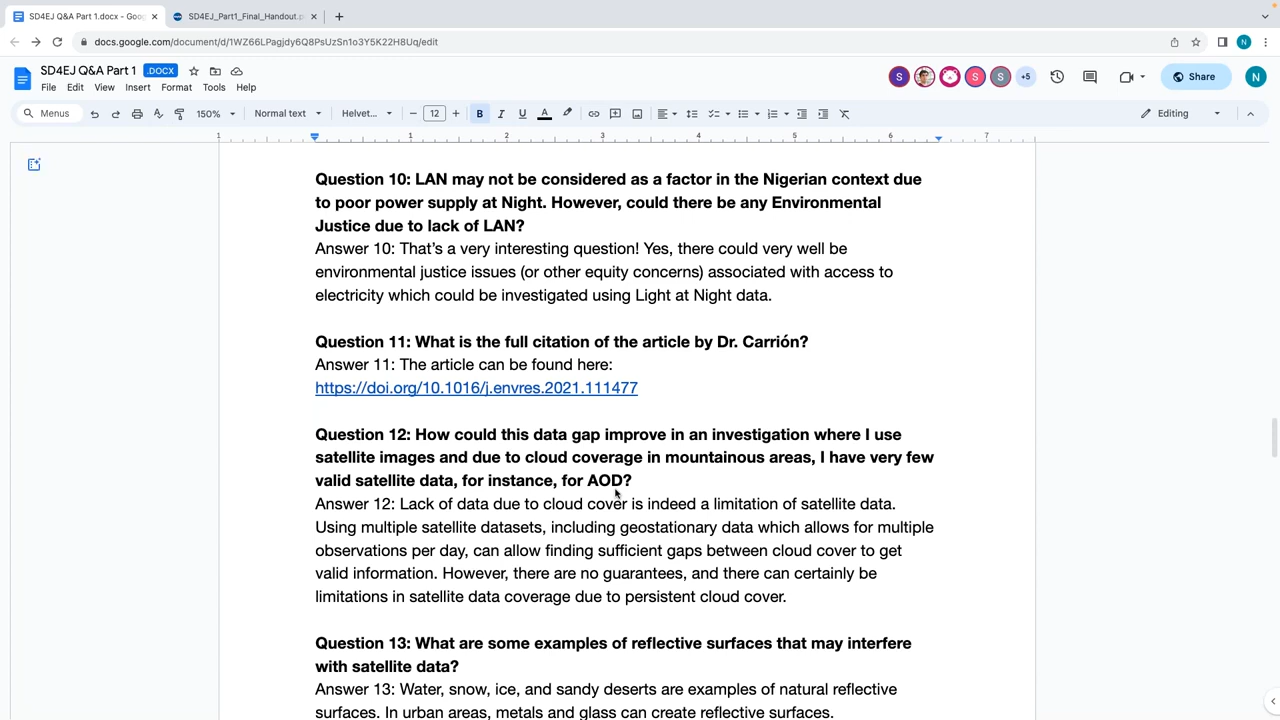 SD4EJ Q&A Part 1.docx - Goog
SD4EJ_Part1_Final_Handout.p
docs.google.com/document/d/1WZ66LPagjdy6Q8PsUzSn1o3Y5K22H8Uq/edit
N
SD4EJ Q&A Part 1 .DOCX
S S S +5 Share N
File Edit View Insert Format Tools Help
Menus 150% Normal text Helvet... 12 B I U A Editing
1 1 2 3 4 5 6 7
Question 10: LAN may not be considered as a factor in the Nigerian context due
to poor power supply at Night. However, could there be any Environmental
Justice due to lack of LAN?
Answer 10: That's a very interesting question! Yes, there could very well be
environmental justice issues (or other equity concerns) associated with access to
electricity which could be investigated using Light at Night data.
Question 11: What is the full citation of the article by Dr. Carrión?
Answer 11: The article can be found here:
https://doi.org/10.1016/j.envres.2021.111477
Question 12: How could this data gap improve in an investigation where I use
satellite images and due to cloud coverage in mountainous areas, I have very few
valid satellite data, for instance, for AOD?
Answer 12: Lack of data due to cloud cover is indeed a limitation of satellite data.
Using multiple satellite datasets, including geostationary data which allows for multiple
observations per day, can allow finding sufficient gaps between cloud cover to get
valid information. However, there are no guarantees, and there can certainly be
limitations in satellite data coverage due to persistent cloud cover.
Question 13: What are some examples of reflective surfaces that may interfere
with satellite data?
Answer 13: Water, snow, ice, and sandy deserts are examples of natural reflective
surfaces. In urban areas, metals and glass can create reflective surfaces.